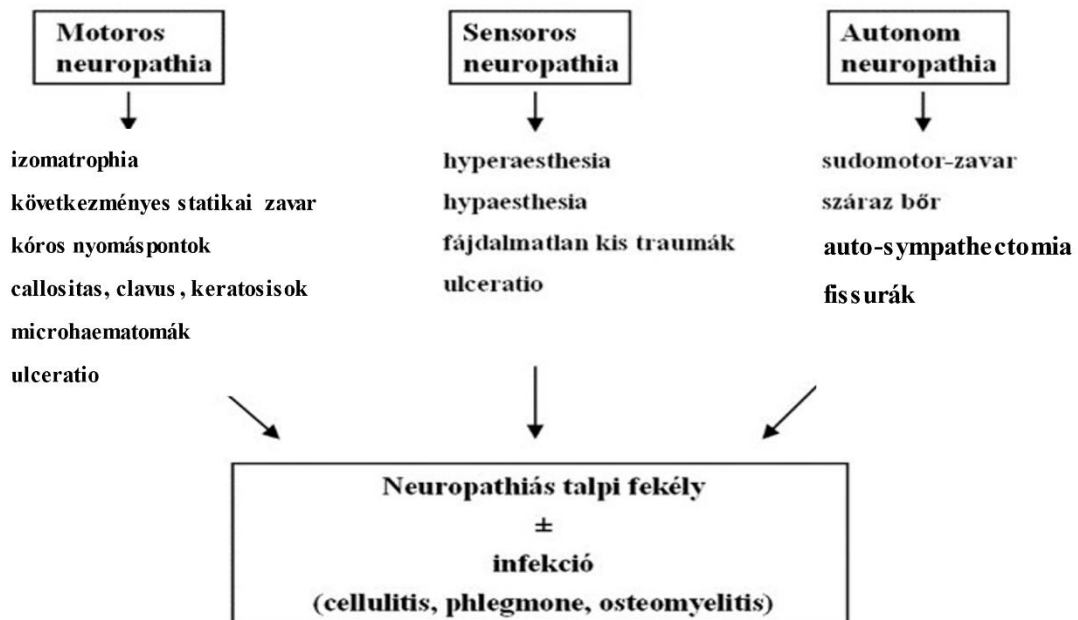 Motoros
neuropathia
izomatrophia
következményes statikai zavar
kóros nyomáspontok
callositas, clavus, keratosisok
microhaematomák
ulceratio
Sensoros
neuropathia
hyperaesthesia
hypaesthesia
fájdalmatlan kis traumák
ulceratio
Autonom
neuropathia
sudomotor-zavar
száraz bőr
auto-sympathectomia
fissurák
Neuropathiás talpi fekély
±
infekció
(cellulitis, phlegmone, osteomyelitis)